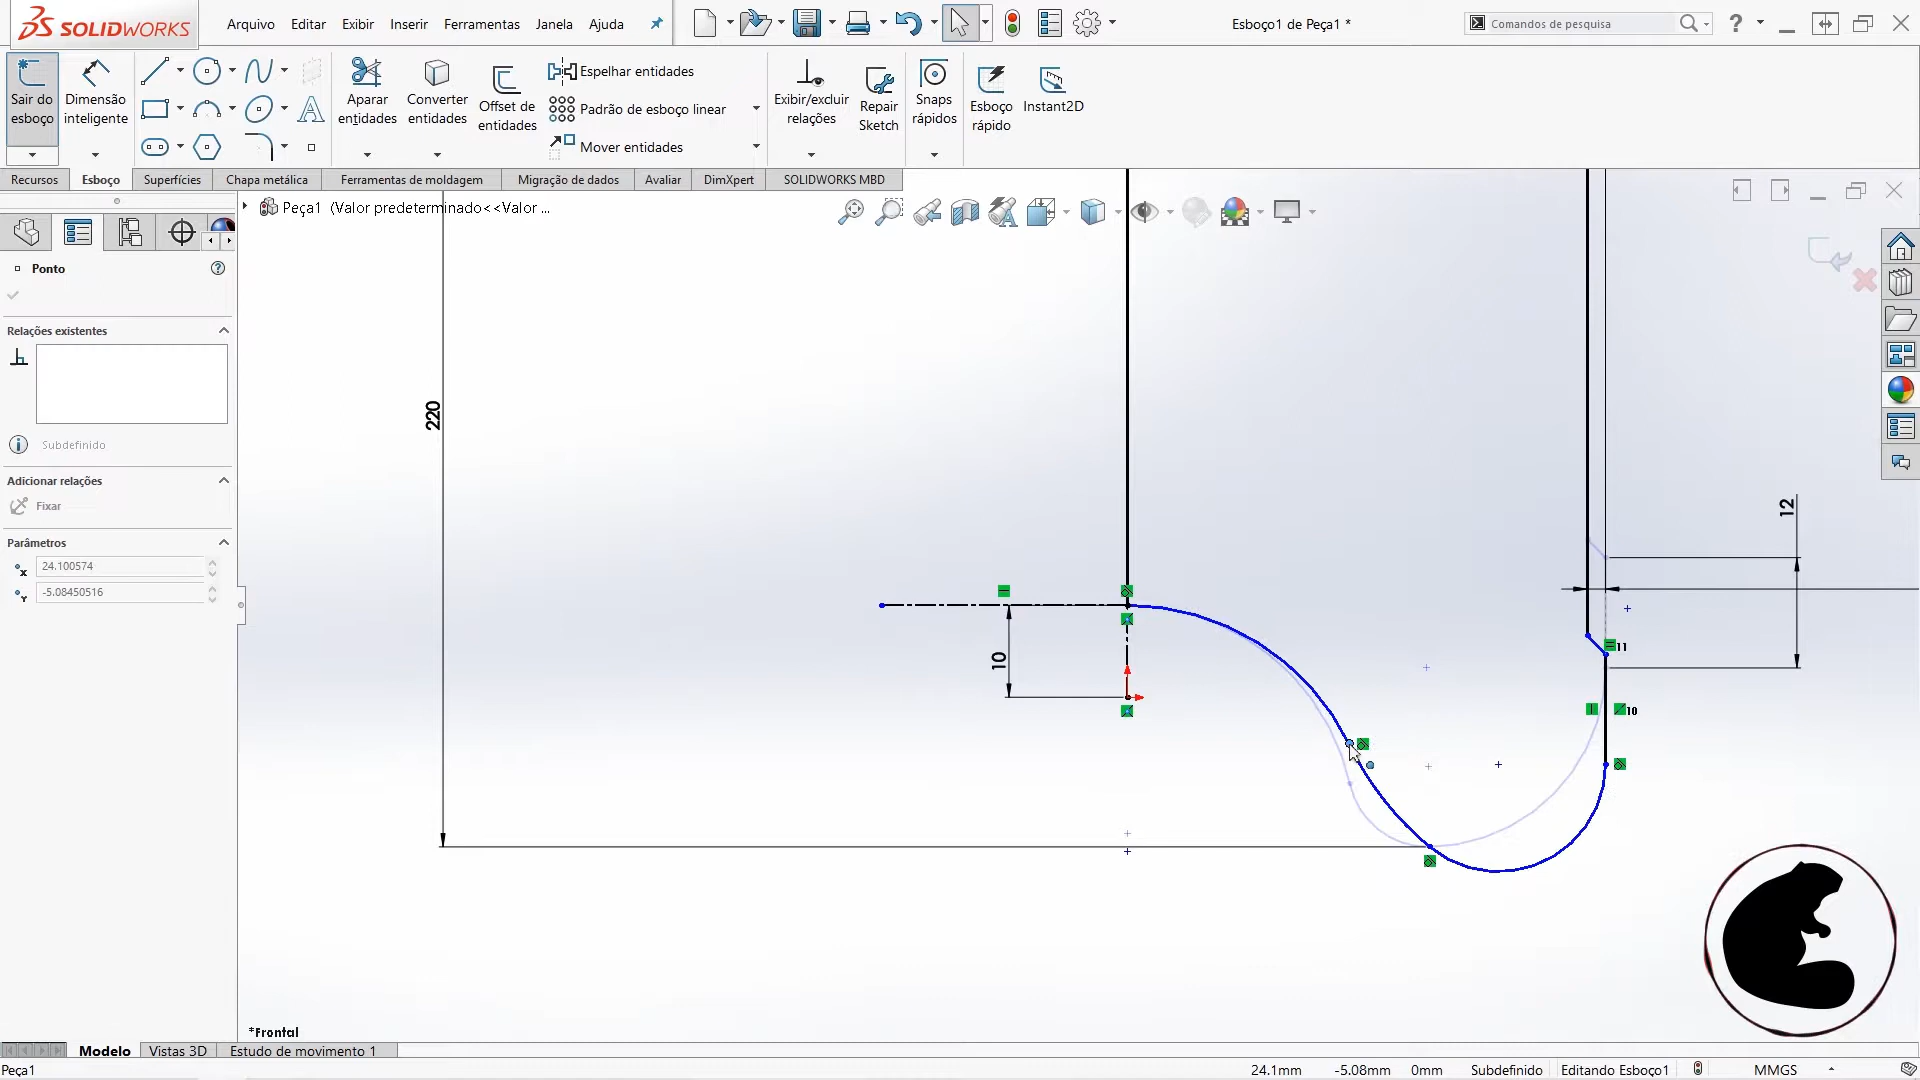 SOLIDWORKS
Arquivo
Editar
Exibir
Inserir
Ferramentas
Janela
Ajuda
Esboço1 de Peça1 *
Comandos de pesquisa
?
Sair do
esboço
Dimensão
inteligente
Aparar
entidades
Converter
entidades
Offset de
entidades
Espelhar entidades
Padrão de esboço linear
Mover entidades
Exibir/excluir
relações
Repair
Sketch
Snaps
rápidos
Esboço
rápido
Instant2D
Recursos
Esboço
Superfícies
Chapa metálica
Ferramentas de moldagem
Migração de dados
Avaliar
DimXpert
SOLIDWORKS MBD
Peça1 (Valor predeterminado<<Valor ...
Ponto
Relações existentes
Subdefinido
Adicionar relações
Fixar
Parâmetros
24.100574
-5.08450516
220
10
12
11
10
*Frontal
Modelo
Vistas 3D
Estudo de movimento 1
Peça1
24.1mm
-5.08mm
0mm
Subdefinido
Editando Esboço1
MMGS